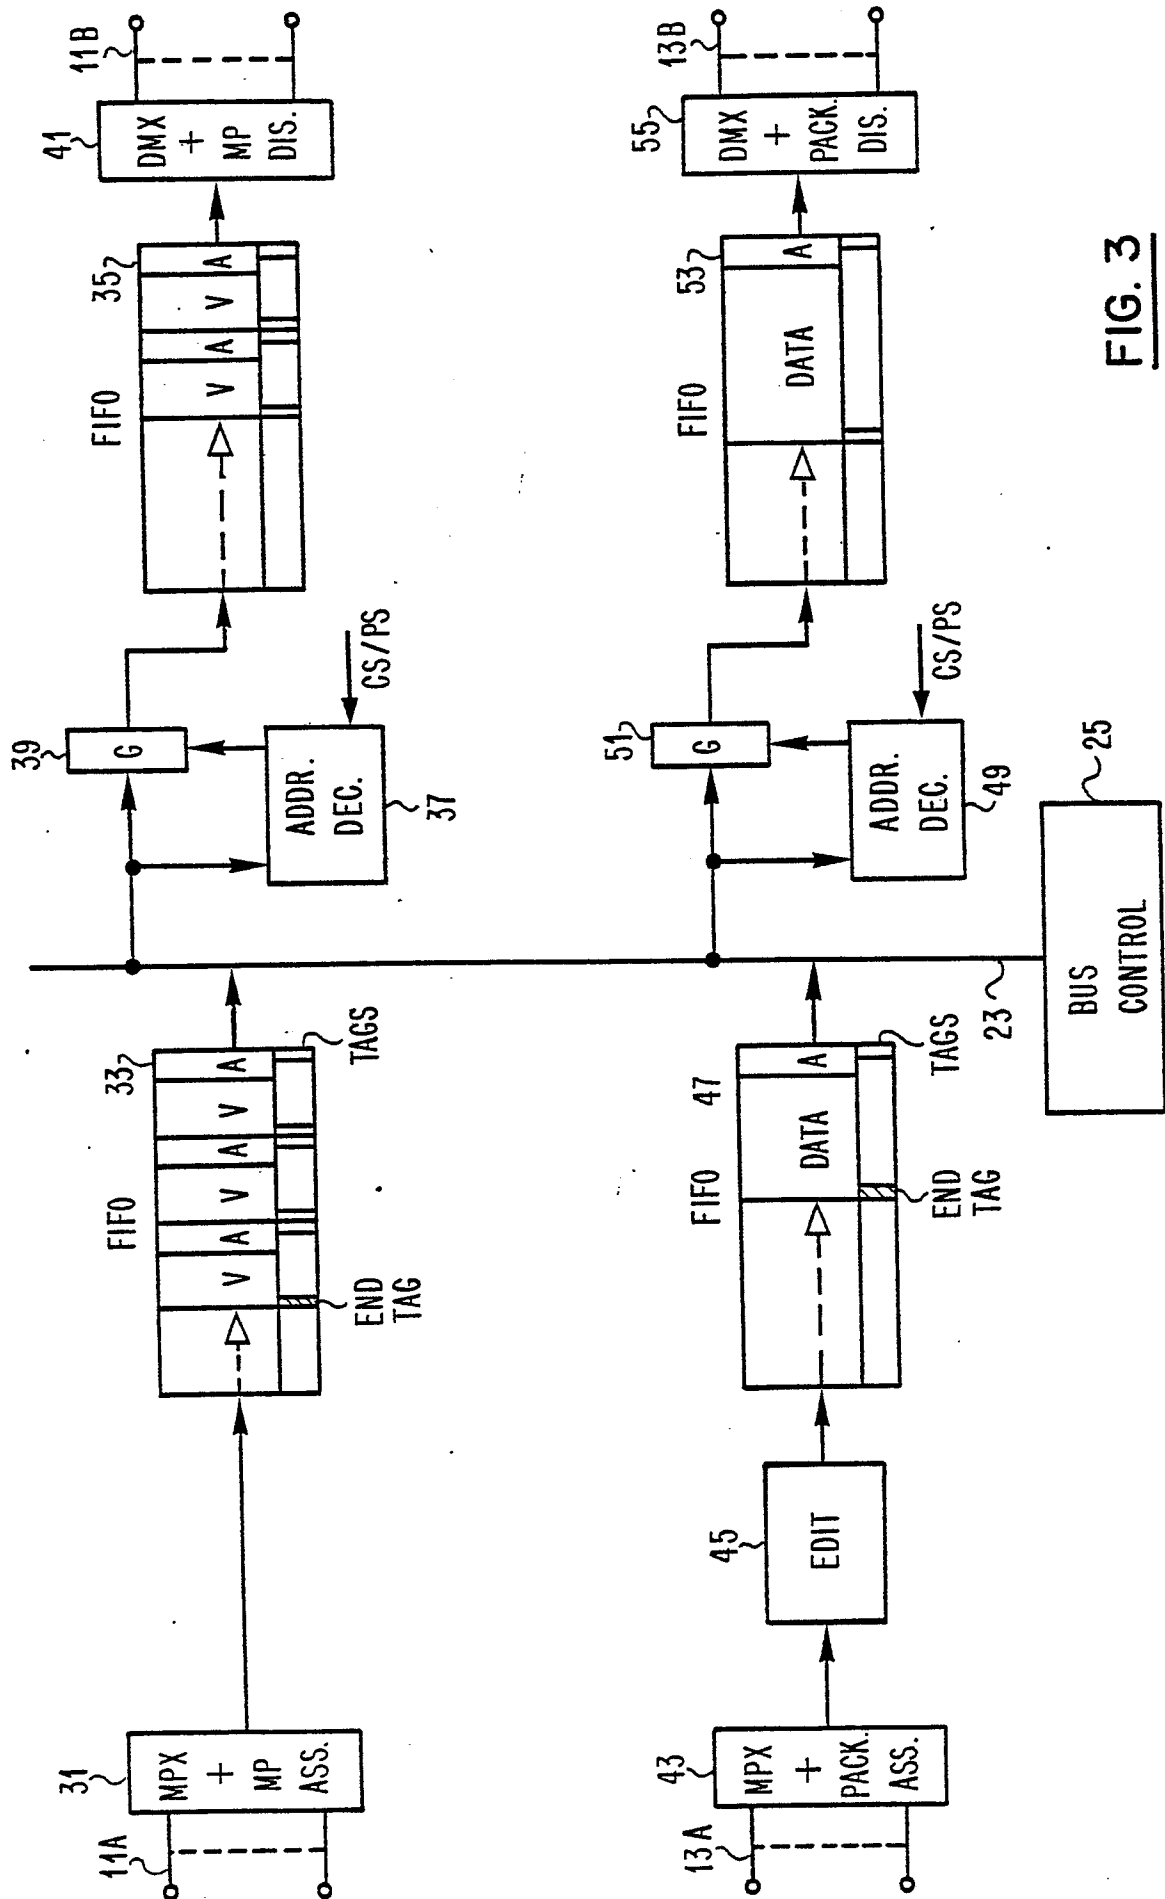 11A
31
MPX
+
MP
ASS.
FIFO
33
V
A
V
A
V
A
END
TAG
TAGS
39
G
ADDR.
DEC.
37
CS/PS
FIFO
35
V
A
V
A
41
DMX
+
MP
DIS.
11B
13A
43
MPX
+
PACK.
ASS.
45
EDIT
FIFO
47
DATA
A
END
TAG
TAGS
23
BUS
CONTROL
25
51
G
ADDR.
DEC.
49
CS/PS
FIFO
53
DATA
A
55
DMX
+
PACK.
DIS.
13B
FIG. 3